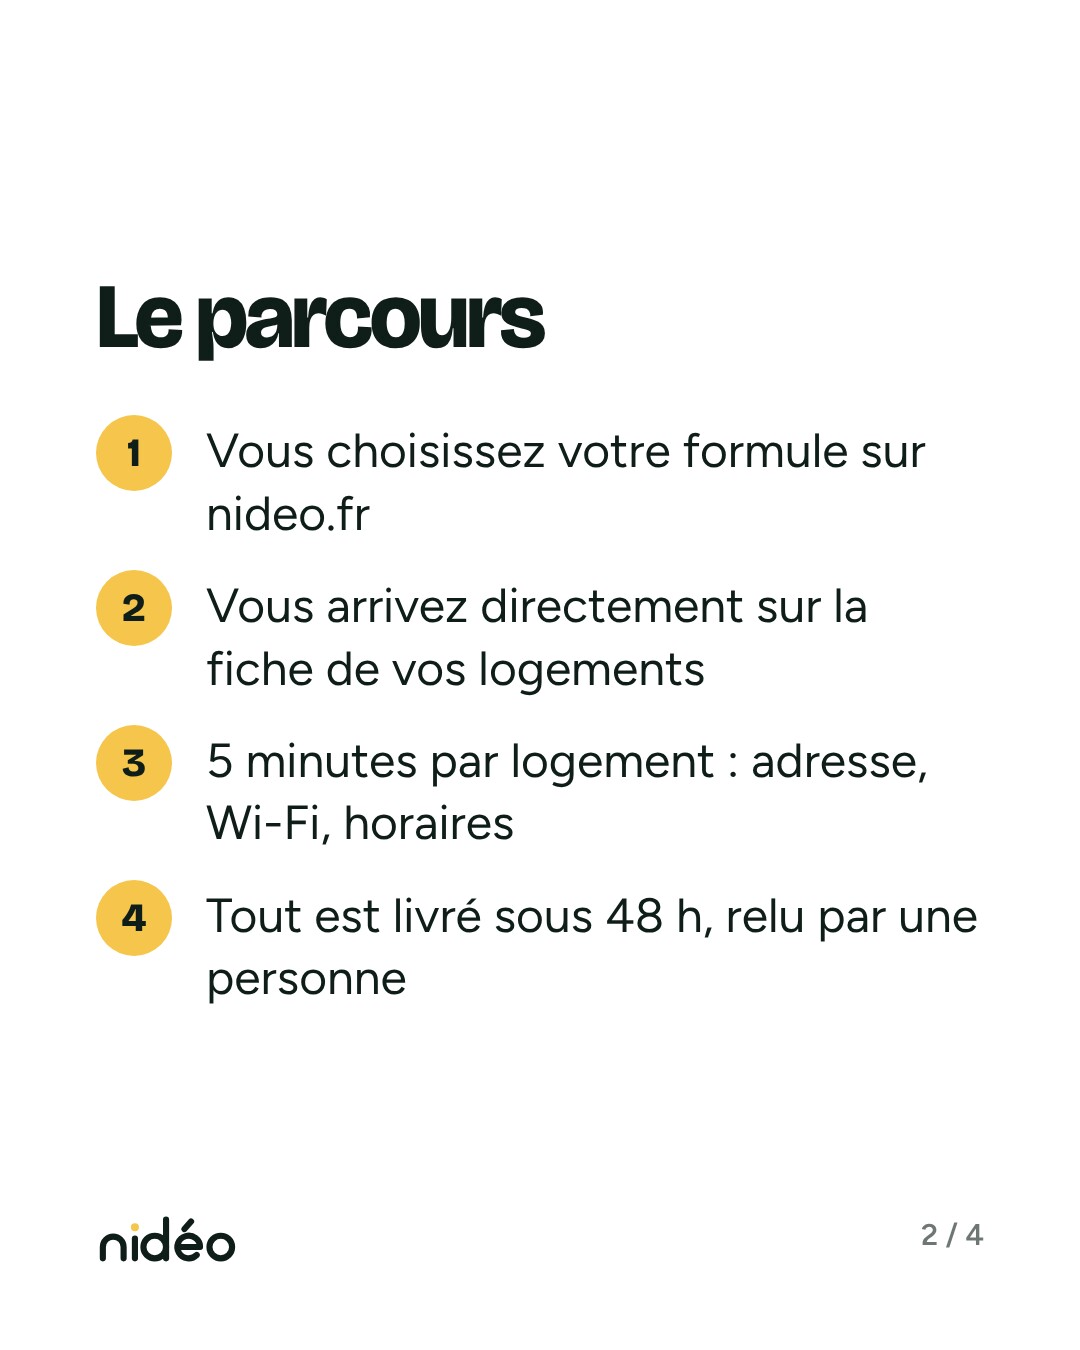 Le parcours
1
Vous choisissez votre formule sur
nideo.fr
2
Vous arrivez directement sur la
fiche de vos logements
3
5 minutes par logement : adresse,
Wi-Fi, horaires
4
Tout est livré sous 48 h, relu par une
personne
nidéo
2 / 4